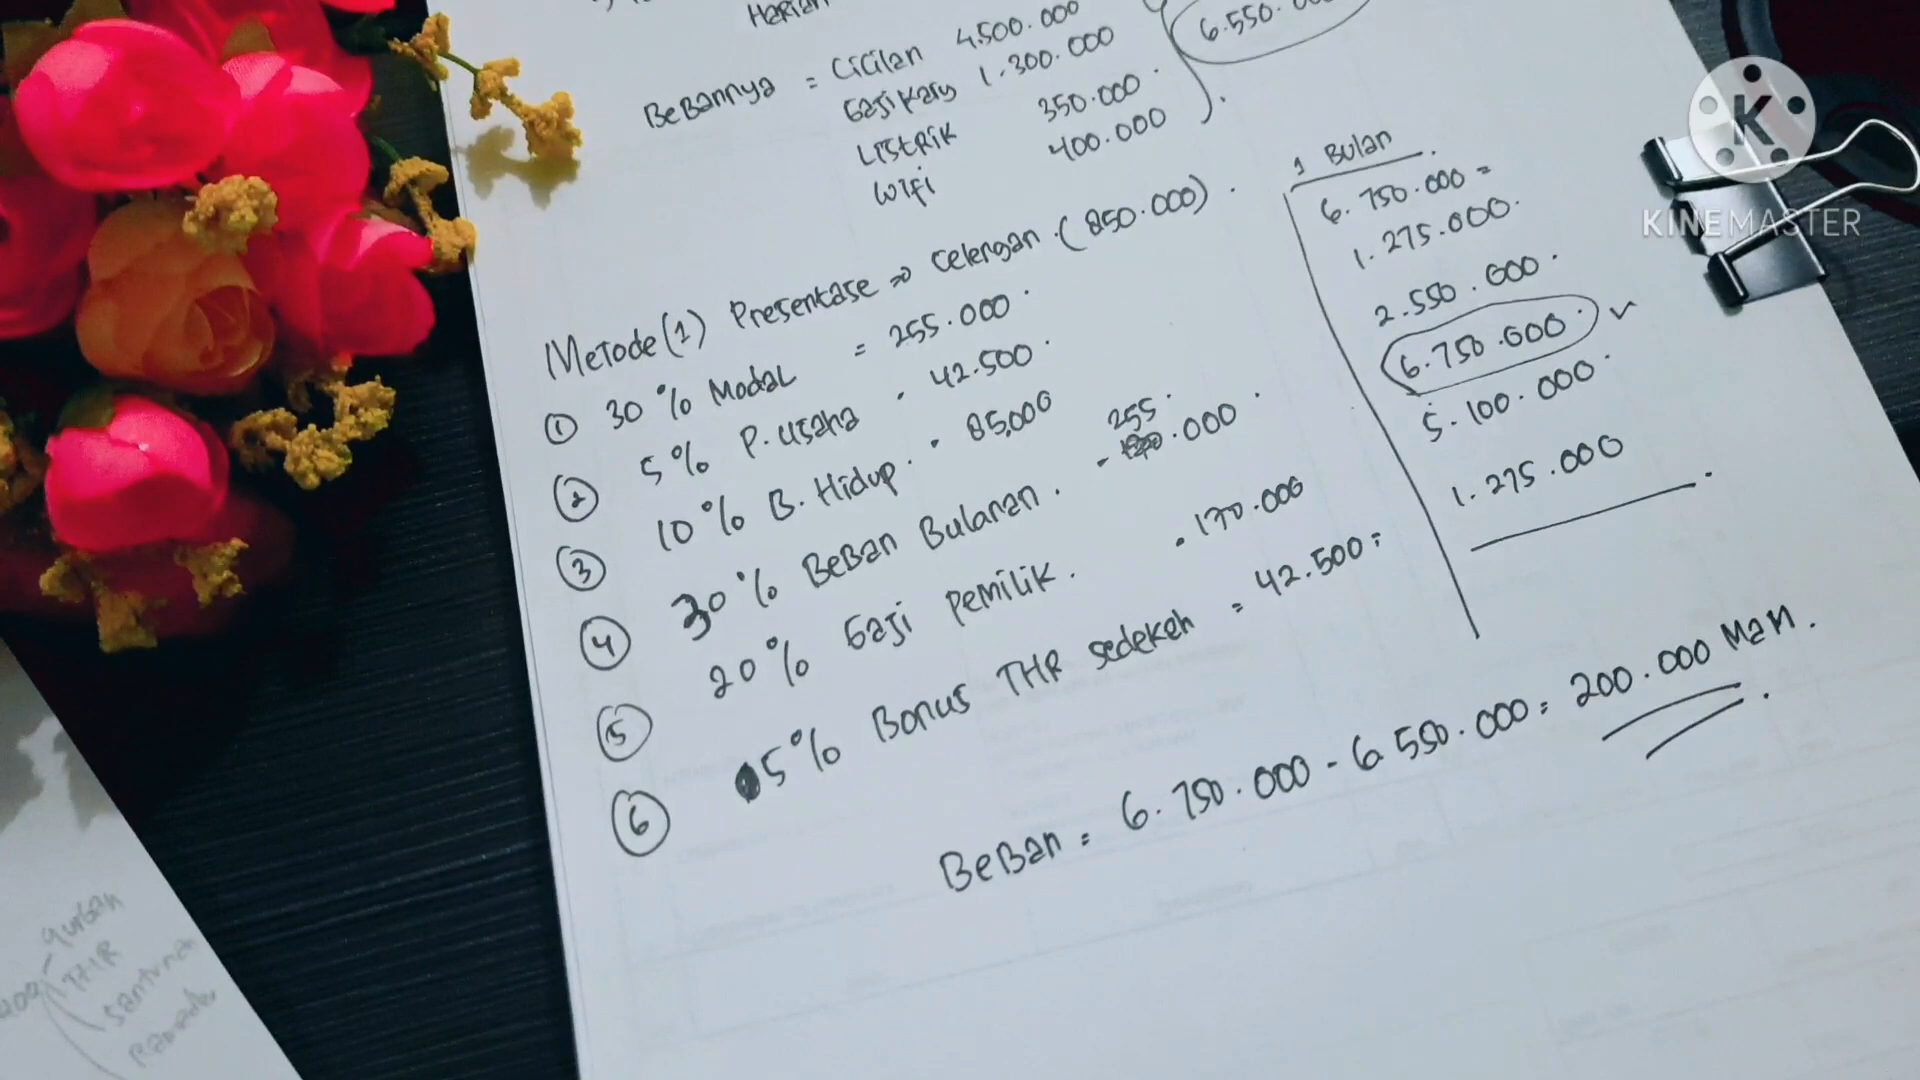 Harian
BeBannya = Cicilan 4.500.000
Gaji Kary 1.300.000
Listrik 350.000
Wifi 400.000
6.550.000
Metode (1) Presentase => Celengan (850.000)
① 30% Modal = 255.000
② 5% P. Usaha 42.500
③ 10% B. Hidup 85.000
④ 30% BeBan Bulanan 255.000
⑤ 20% Gaji Pemilik 170.000
⑥ 5% Bonus THR sedekah = 42.500
BeBan = 6.750.000 - 6.550.000 = 200.000 Man
1 Bulan
6.750.000 =
1.275.000
2.550.000
6.750.000 ✓
5.100.000
1.275.000
K
KINEMASTER
qurban
THR
Santunan